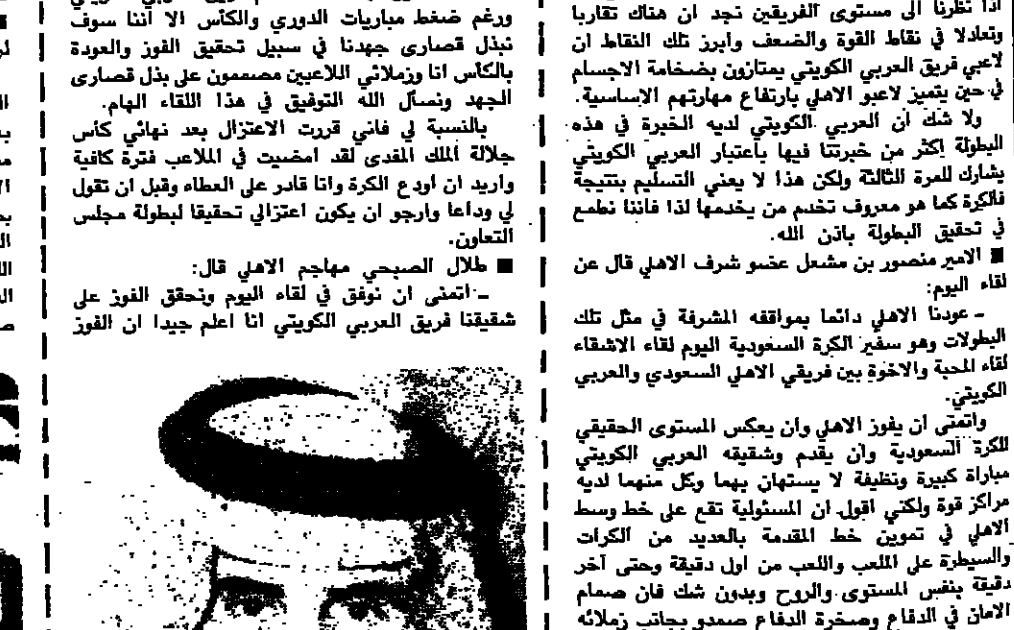 اذا نظرنا الى مستوى الفريقين نجد ان هناك تقاربا
وتعادلا في نقاط القوة والضعف وابرز تلك النقاط ان
لاعبي فريق العربي الكويتي يمتازون بضخامة الاجسام
في حين يتميز لاعبو الاهلي بارتفاع مهارتهم الاساسية.
ولا شك ان العربي الكويتي لديه الخبرة في هذه
البطولة اكثر من خبرتنا فيها باعتبار العربي الكويتي
يشارك للمرة الثالثة ولكن هذا لا يعني التسليم بنتيجة
فالكرة كما هو معروف تخدم من يخدمها لذا فاننا نطمع
في تحقيق البطولة باذن الله.
■ الامير منصور بن مشعل عضو شرف الاهلي قال عن
لقاء اليوم:
- عودنا الاهلي دائما بمواقفه المشرفة في مثل تلك
البطولات وهو سفير الكرة السعودية اليوم لقاء الاشقاء
لقاء المحبة والاخوة بين فريقي الاهلي السعودي والعربي
الكويتي.
واتمنى ان يفوز الاهلي وان يعكس المستوى الحقيقي
للكرة السعودية وان يقدم وشقيقه العربي الكويتي
مباراة كبيرة ونظيفة لا يستهان بهما وكل منهما لديه
مراكز قوة ولكني اقول ان المسئولية تقع على خط وسط
الاهلي في تموين خط المقدمة بالعديد من الكرات
والسيطرة على الملعب واللعب من اول دقيقة وحتى آخر
دقيقة بنفس المستوى والروح وبدون شك فان صمام
الامان في الدفاع وصخرة الدفاع صمدو بجانب زملائه
ورغم ضغط مباريات الدوري والكأس الا اننا سوف
نبذل قصارى جهدنا في سبيل تحقيق الفوز والعودة
بالكأس انا وزملائي اللاعبين مصممون على بذل قصارى
الجهد ونسأل الله التوفيق في هذا اللقاء الهام.
بالنسبة لي فاني قررت الاعتزال بعد نهائي كأس
جلالة الملك المفدى لقد امضيت في الملاعب فترة كافية
واريد ان اودع الكرة وانا قادر على العطاء وقبل ان تقول
لي وداعا وارجو ان يكون اعتزالي تحقيقا لبطولة مجلس
التعاون.
■ طلال الصبحي مهاجم الاهلي قال:
- اتمنى ان نوفق في لقاء اليوم ونحقق الفوز على
شقيقنا فريق العربي الكويتي انا اعلم جيدا ان الفوز